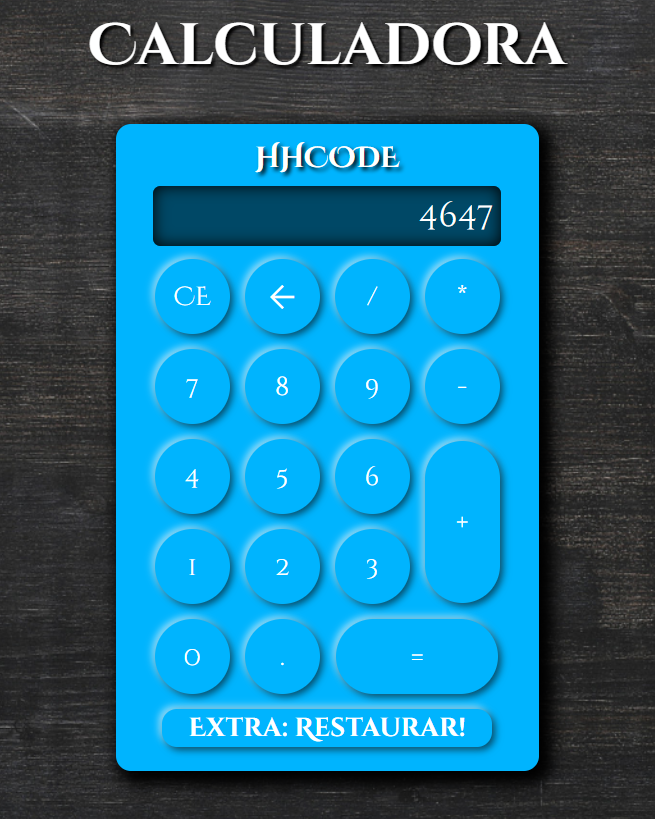 Calculadora
HHCODE
4647
CE ← / *
7 8 9 -
4 5 6
+
1 2 3
0 . =
Extra: Restaurar!